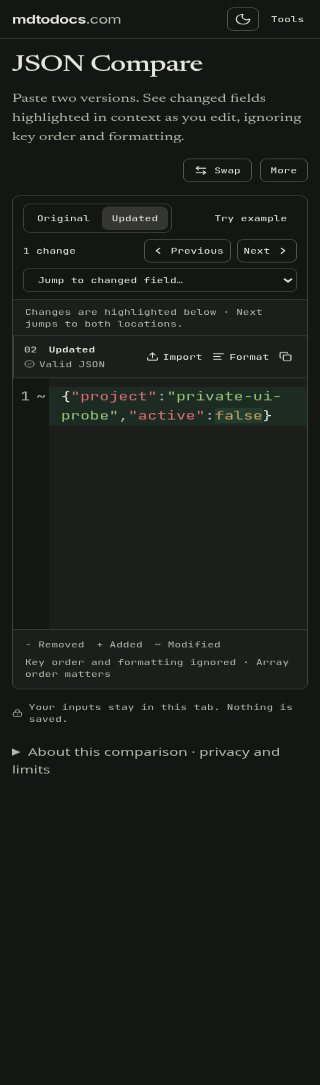 mdtodocs.com
Tools
JSON Compare
Paste two versions. See changed fields
highlighted in context as you edit, ignoring
key order and formatting.
Swap
More
Original
Updated
Try example
1 change
Previous
Next
Jump to changed field…
Changes are highlighted below · Next
jumps to both locations.
02 Updated
Valid JSON
Import
Format
1 ~ {"project":"private-ui-
probe","active":false}
- Removed + Added ~ Modified
Key order and formatting ignored · Array
order matters
Your inputs stay in this tab. Nothing is
saved.
▶ About this comparison · privacy and
limits